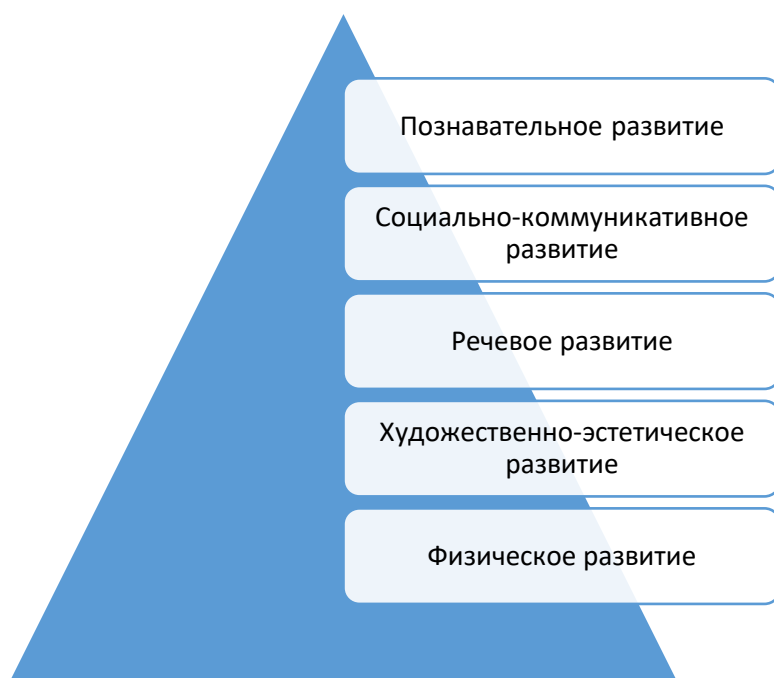 Познавательное развитие
Социально-коммуникативное
развитие
Речевое развитие
Художественно-эстетическое
развитие
Физическое развитие